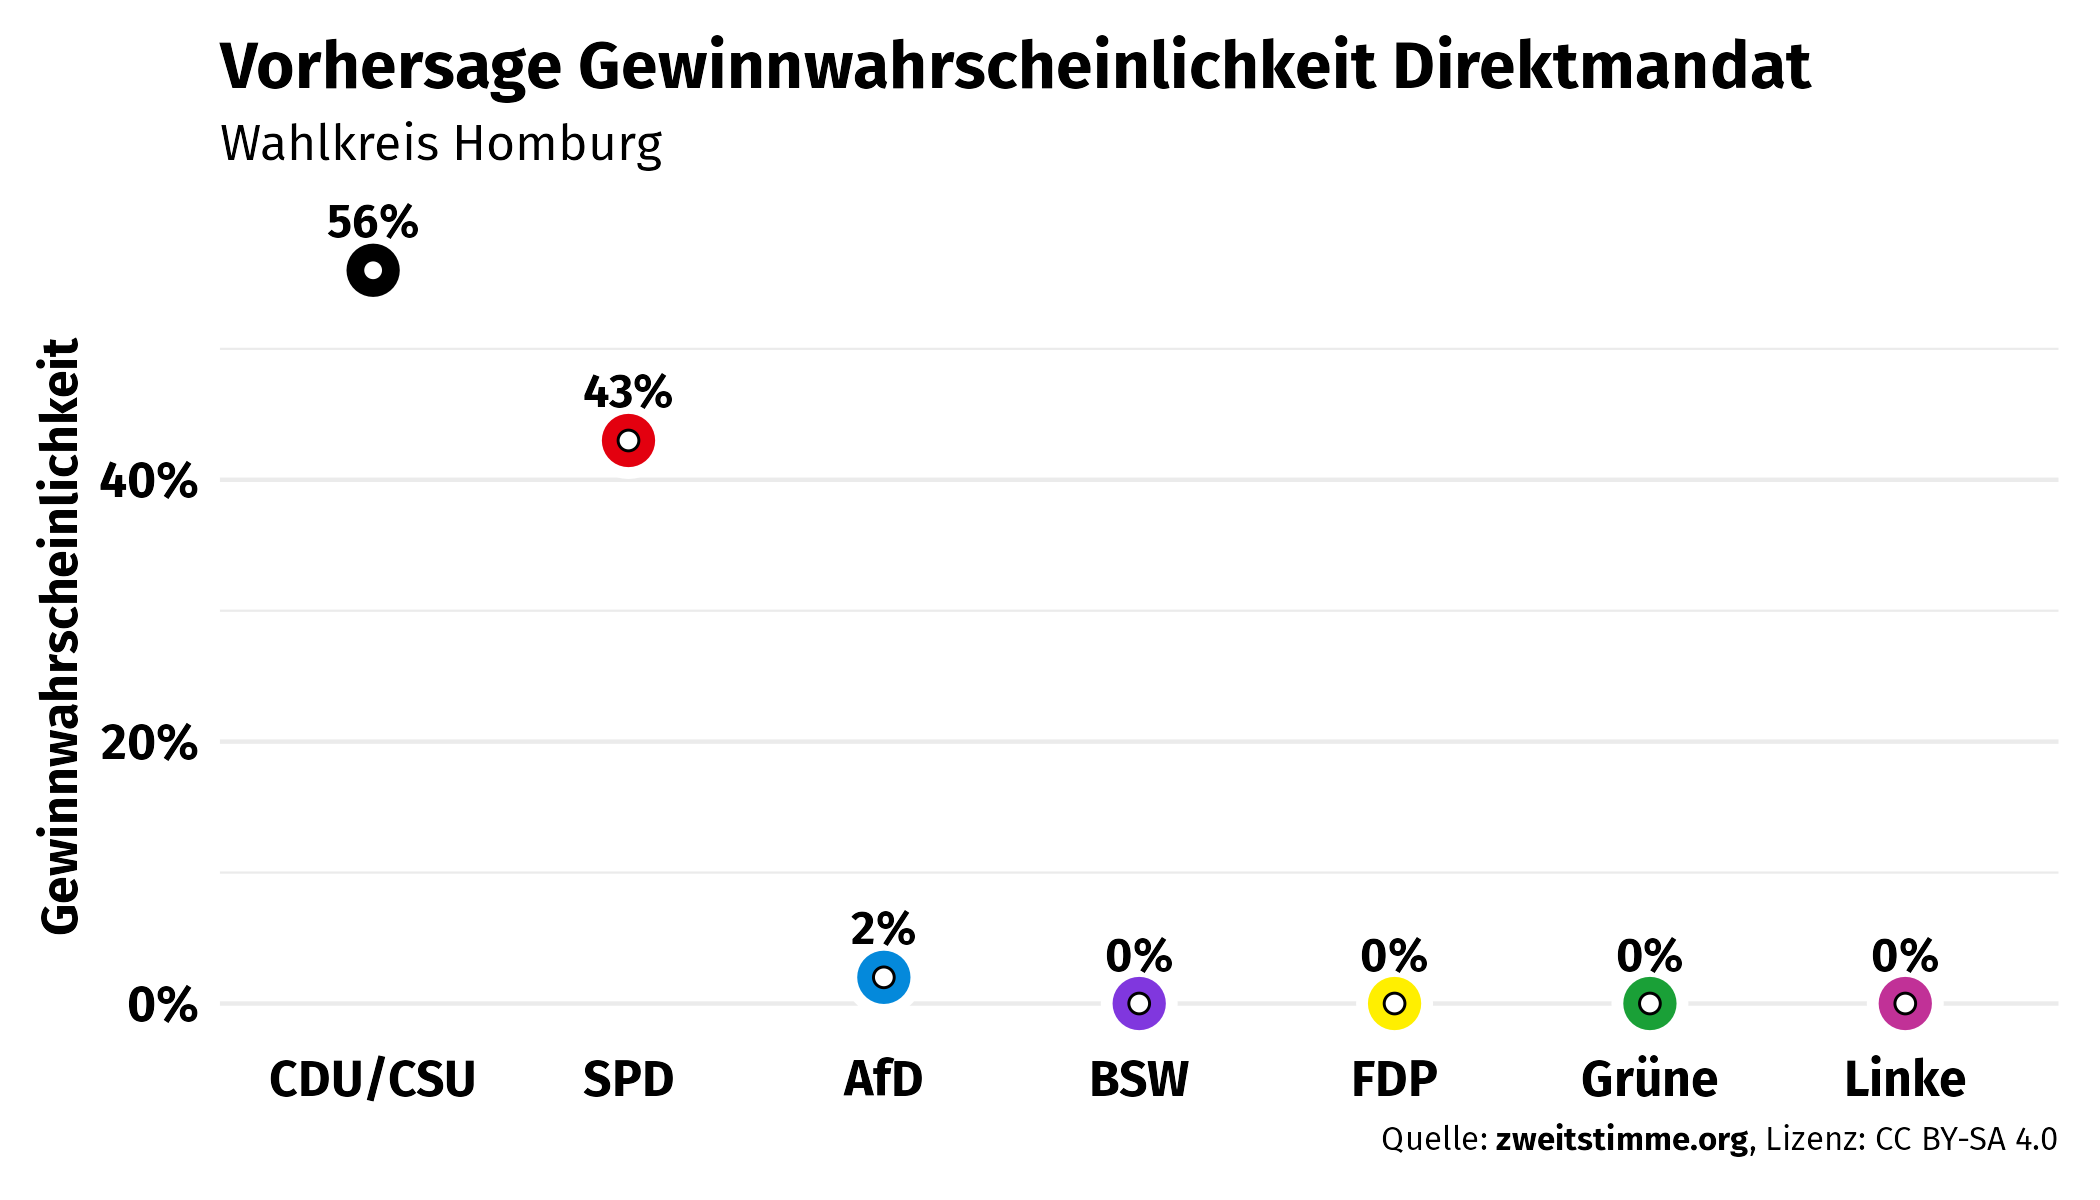 Vorhersage Gewinnwahrscheinlichkeit Direktmandat
Wahlkreis Homburg
56%
43%
Gewinnwahrscheinlichkeit
40%
20%
2%
0%
0%
0%
0%
0%
CDU/CSU
SPD
AfD
BSW
FDP
Grüne
Linke
Quelle: zweitstimme.org, Lizenz: CC BY-SA 4.0